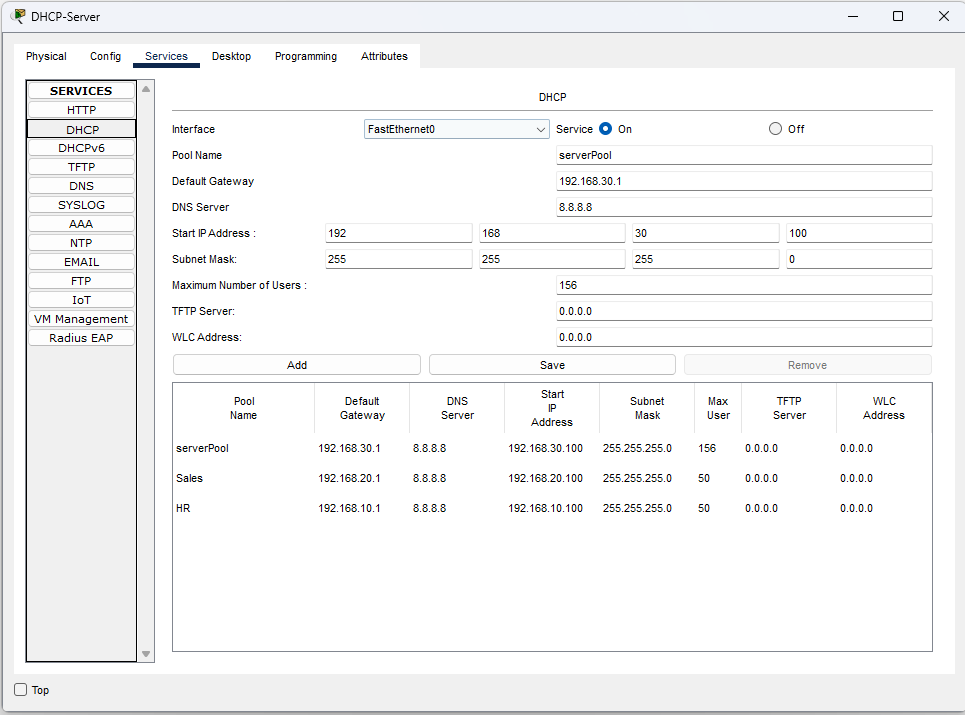 DHCP-Server
Physical Config Services Desktop Programming Attributes
SERVICES
HTTP
DHCP
DHCPv6
TFTP
DNS
SYSLOG
AAA
NTP
EMAIL
FTP
IoT
VM Management
Radius EAP
DHCP
Interface FastEthernet0 Service On Off
Pool Name serverPool
Default Gateway 192.168.30.1
DNS Server 8.8.8.8
Start IP Address : 192 168 30 100
Subnet Mask: 255 255 255 0
Maximum Number of Users : 156
TFTP Server: 0.0.0.0
WLC Address: 0.0.0.0
Add Save Remove
Pool Name Default Gateway DNS Server Start IP Address Subnet Mask Max User TFTP Server WLC Address
serverPool 192.168.30.1 8.8.8.8 192.168.30.100 255.255.255.0 156 0.0.0.0 0.0.0.0
Sales 192.168.20.1 8.8.8.8 192.168.20.100 255.255.255.0 50 0.0.0.0 0.0.0.0
HR 192.168.10.1 8.8.8.8 192.168.10.100 255.255.255.0 50 0.0.0.0 0.0.0.0
Top